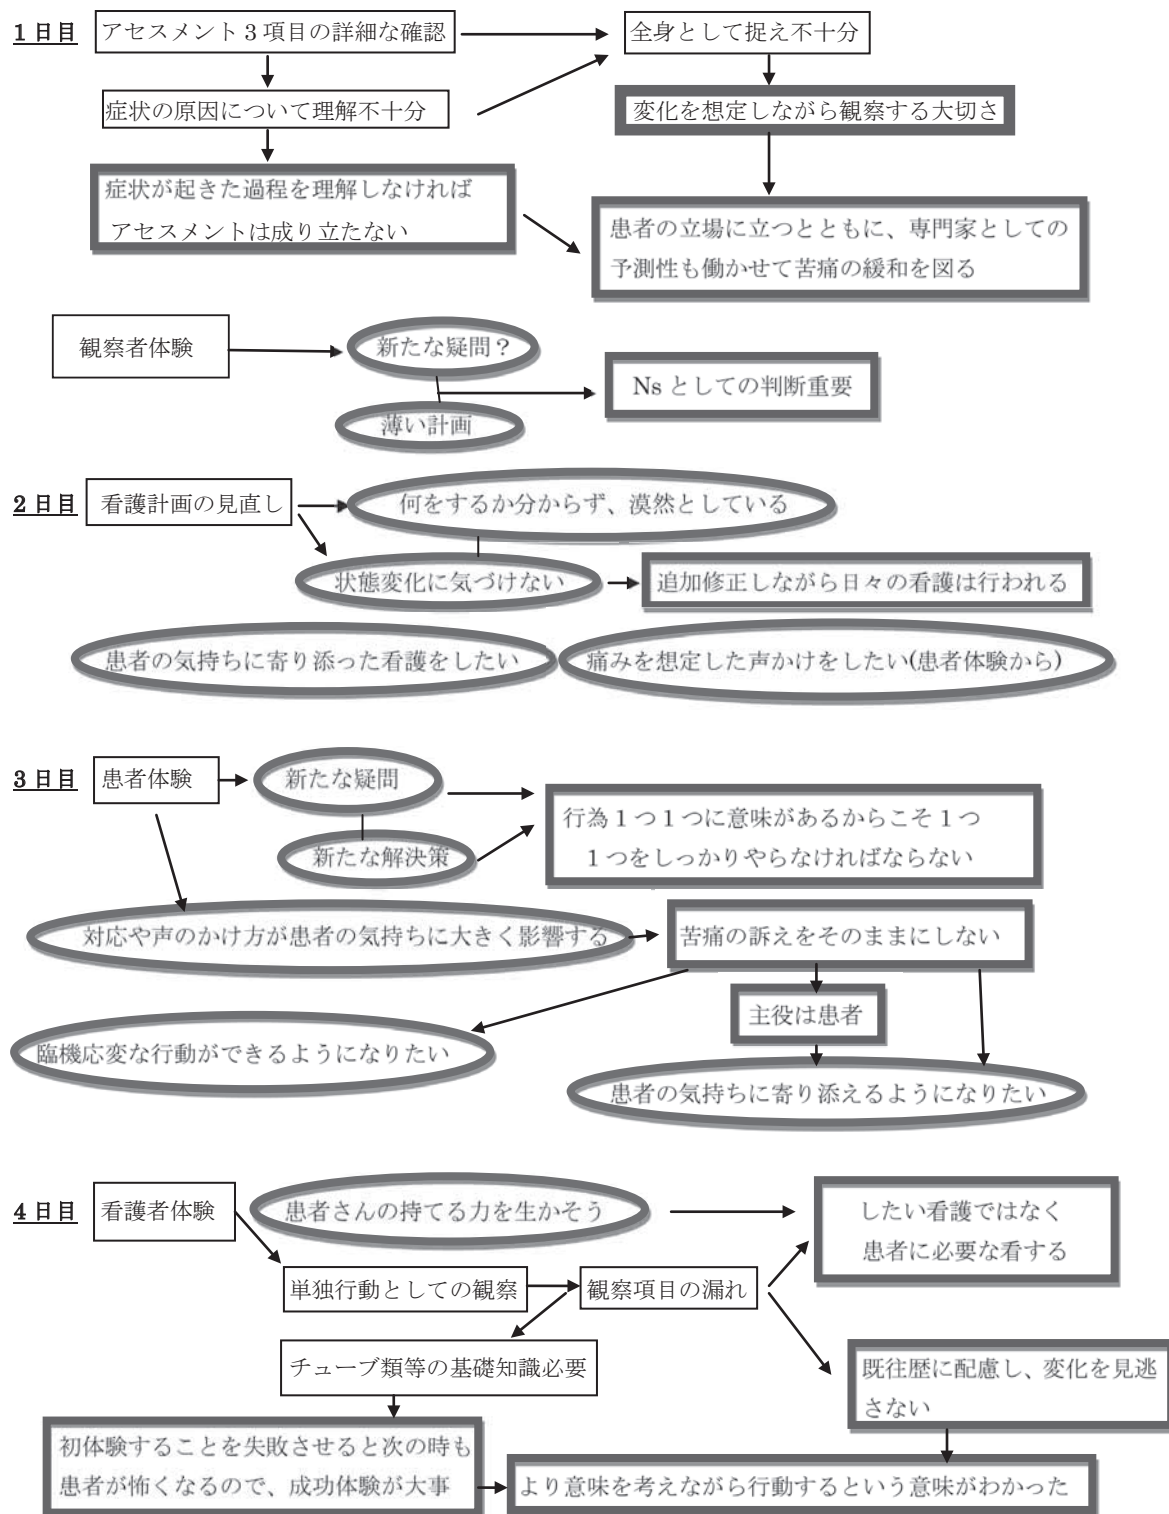 1日目
アセスメント3項目の詳細な確認
全身として捉え不十分
症状の原因について理解不十分
変化を想定しながら観察する大切さ
症状が起きた過程を理解しなければ
アセスメントは成り立たない
患者の立場に立つとともに、専門家としての
予測性も働かせて苦痛の緩和を図る
観察者体験
新たな疑問？
薄い計画
Nsとしての判断重要
2日目
看護計画の見直し
何をするか分からず、漠然としている
状態変化に気づけない
追加修正しながら日々の看護は行われる
患者の気持ちに寄り添った看護をしたい
痛みを想定した声かけをしたい(患者体験から)
3日目
患者体験
新たな疑問
新たな解決策
行為1つ1つに意味があるからこそ1つ
1つをしっかりやらなければならない
対応や声のかけ方が患者の気持ちに大きく影響する
苦痛の訴えをそのままにしない
主役は患者
臨機応変な行動ができるようになりたい
患者の気持ちに寄り添えるようになりたい
4日目
看護者体験
患者さんの持てる力を生かそう
したい看護ではなく
患者に必要な看する
単独行動としての観察
観察項目の漏れ
チューブ類等の基礎知識必要
既往歴に配慮し、変化を見逃
さない
初体験することを失敗させると次の時も
患者が怖くなるので、成功体験が大事
より意味を考えながら行動するという意味がわかった